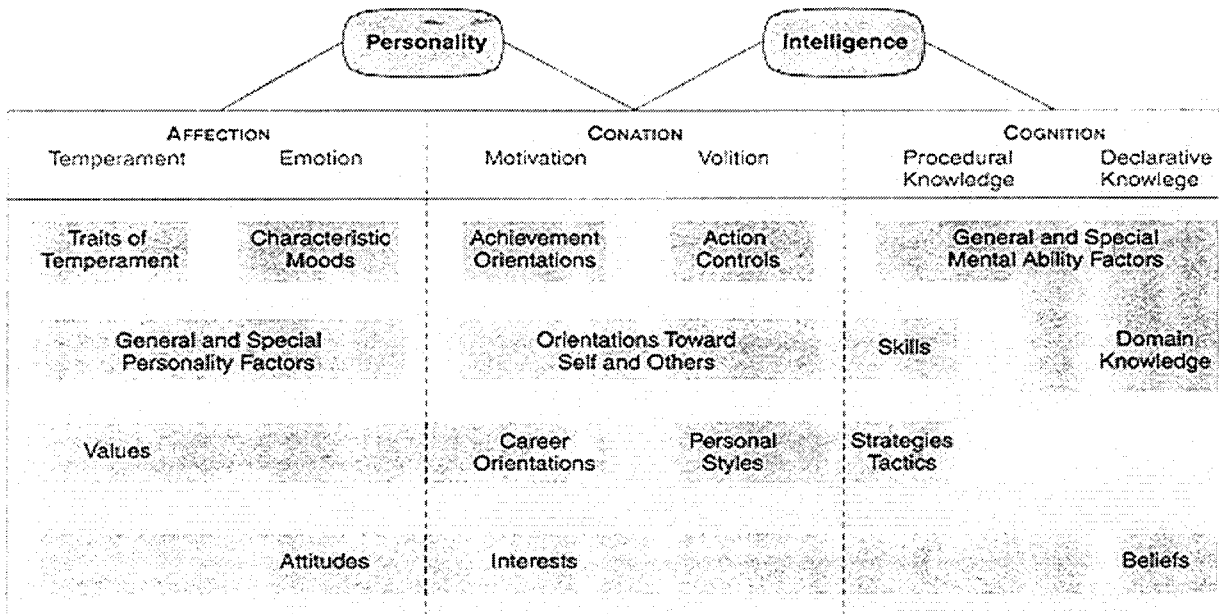 Personality Intelligence
AFFECTION CONATION COGNITION
Temperament Emotion Motivation Volition Procedural Declarative
Knowledge Knowlege
Traits of Characteristic Achievement Action General and Special
Temperament Moods Orientations Controls Mental Ability Factors
General and Special Orientations Toward Skills Domain
Personality Factors Self and Others Knowledge
Values Career Personal Strategies
Orientations Styles Tactics
Attitudes Interests Beliefs